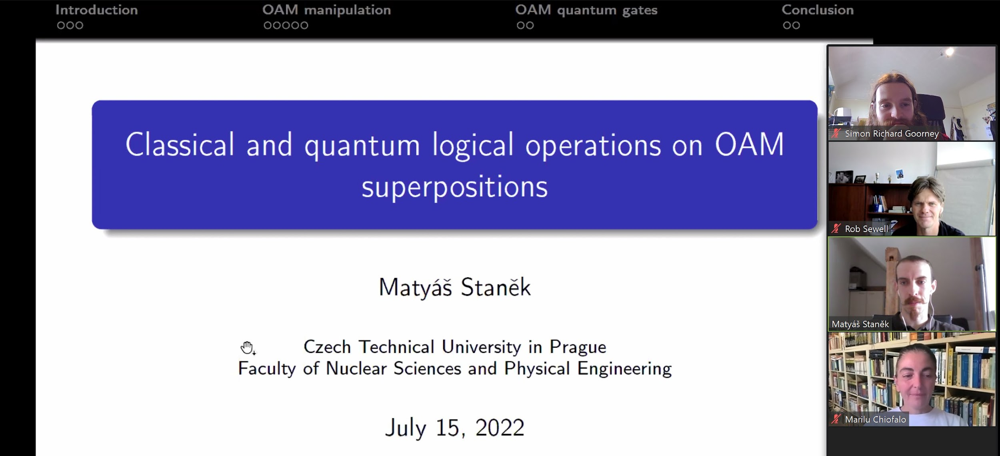 Introduction
OAM manipulation
OAM quantum gates
Conclusion
Classical and quantum logical operations on OAM
superpositions
Matyáš Staněk
Czech Technical University in Prague
Faculty of Nuclear Sciences and Physical Engineering
July 15, 2022
Simon Richard Goorney
Rob Sewell
Matyáš Staněk
Marilu Chiofalo